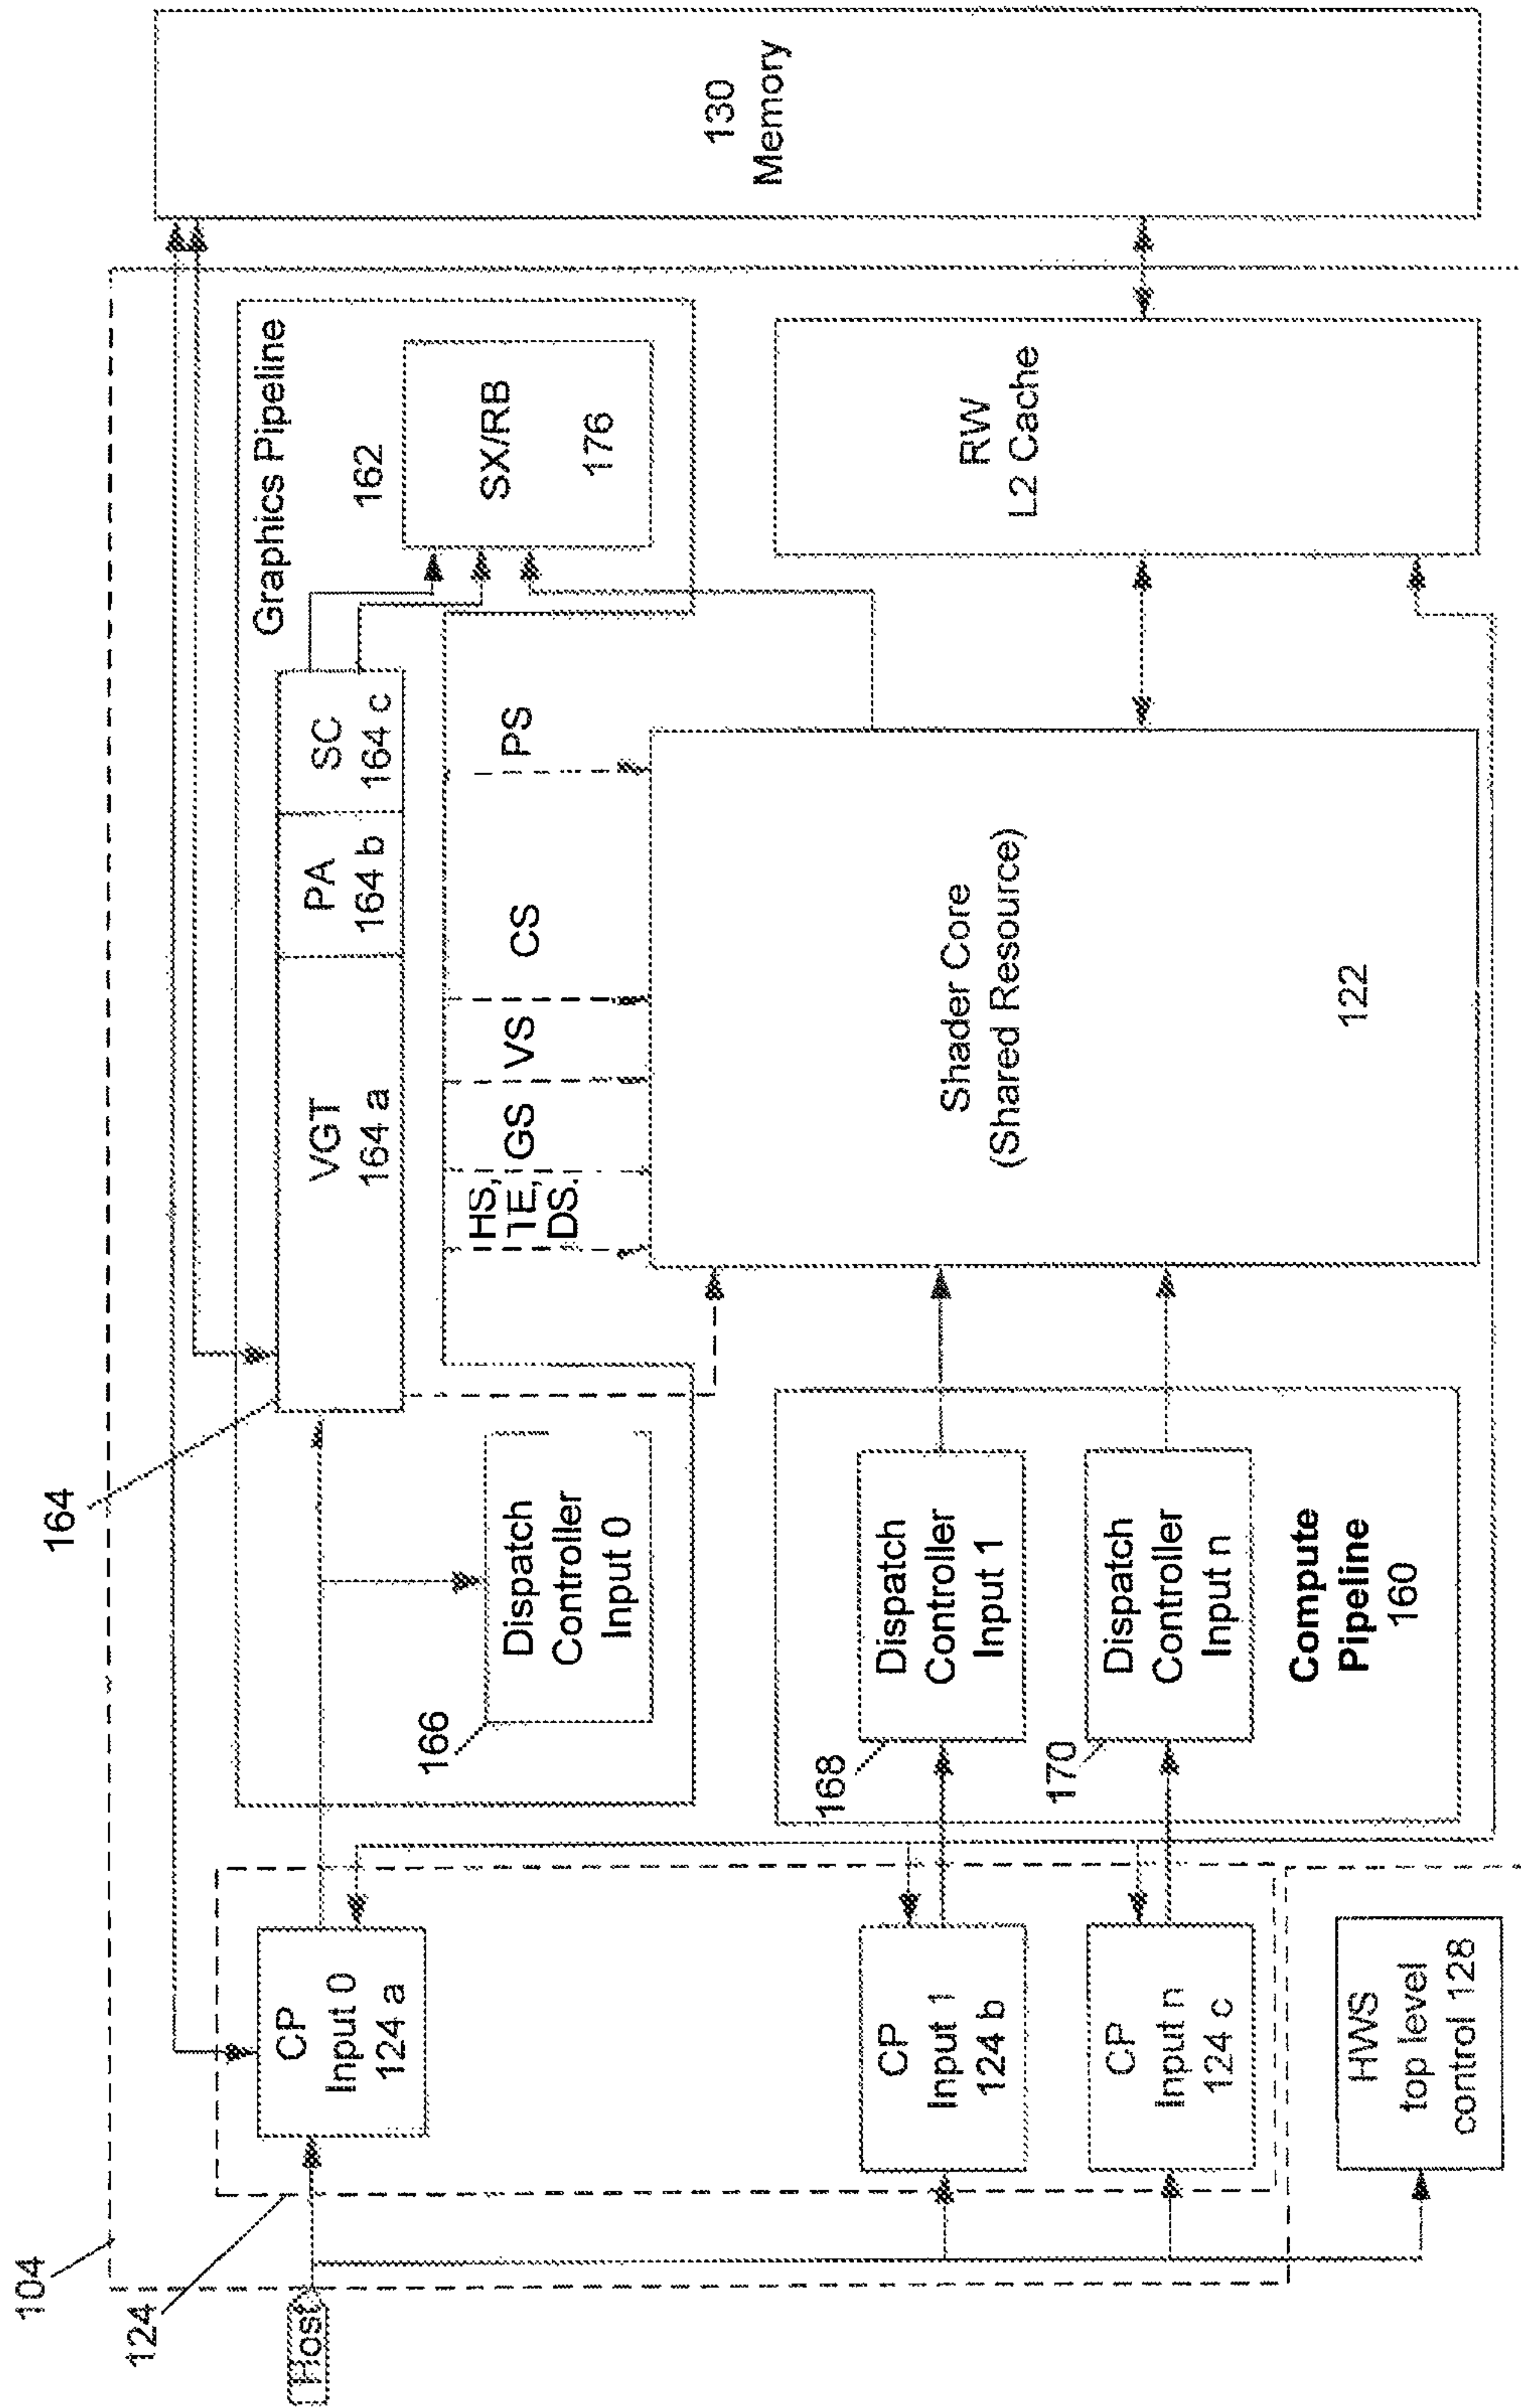 104
124
Host
CP
Input 0
124 a
CP
Input 1
124 b
CP
Input n
124 c
HWS
top level
control 128
164
166
Dispatch
Controller
Input 0
168
Dispatch
Controller
Input 1
170
Dispatch
Controller
Input n
Compute
Pipeline
160
VGT
164 a
PA
164 b
SC
164 c
Graphics Pipeline
162
SX/RB
176
HS,
TE,
DS.
GS
VS
CS
PS
Shader Core
(Shared Resource)
122
RW
L2 Cache
130
Memory